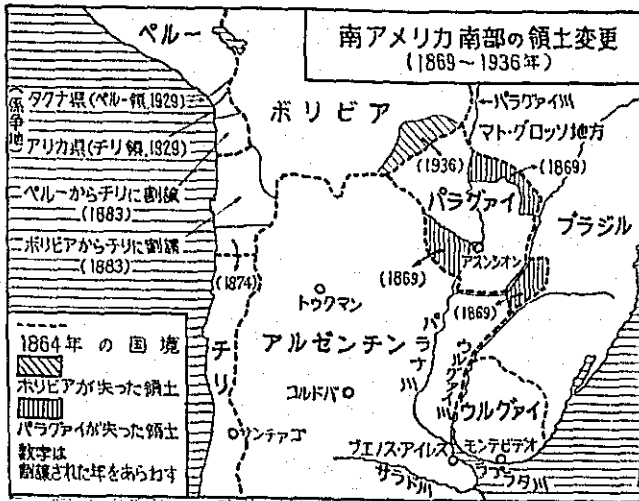 南アメリカ南部の領土変更
(1869〜1936年)
ペルー
ボリビア
パラグァイ川
マト・グロッソ地方
(係争地)
タクナ県(ペルー領,1929)
アリカ県(チリ領,1929)
ペルーからチリに割譲
(1883)
ボリビアからチリに割譲
(1883)
(1936)
(1869)
パラグァイ
ブラジル
アスンシオン
(1874)
(1869)
(1869)
トゥクマン
アルゼンチン
パラナ川
ウルグァイ川
チリ
コルドバ
ウルグァイ
サンティアゴ
ブエノス・アイレス
モンテビデオ
サラド川
ラプラタ川
1864年の国境
ボリビアが失った領土
パラグァイが失った領土
数字は
割譲された年をあらわす